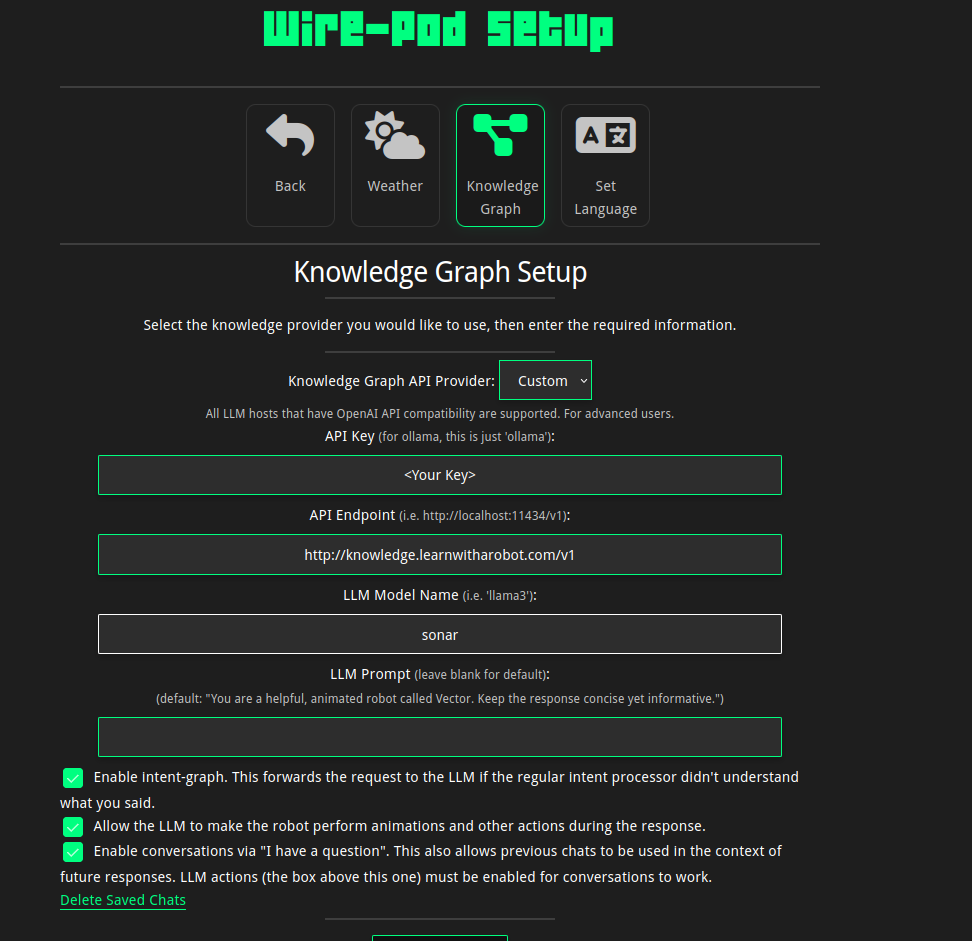 Wire-Pod Setup
Back
Weather
Knowledge
Graph
Set
Language
Knowledge Graph Setup
Select the knowledge provider you would like to use, then enter the required information.
Knowledge Graph API Provider: Custom
All LLM hosts that have OpenAI API compatibility are supported. For advanced users.
API Key (for ollama, this is just 'ollama'):
<Your Key>
API Endpoint (i.e. http://localhost:11434/v1):
http://knowledge.learnwitharobot.com/v1
LLM Model Name (i.e. 'llama3'):
sonar
LLM Prompt (leave blank for default):
(default: "You are a helpful, animated robot called Vector. Keep the response concise yet informative.")
Enable intent-graph. This forwards the request to the LLM if the regular intent processor didn't understand
what you said.
Allow the LLM to make the robot perform animations and other actions during the response.
Enable conversations via "I have a question". This also allows previous chats to be used in the context of
future responses. LLM actions (the box above this one) must be enabled for conversations to work.
Delete Saved Chats